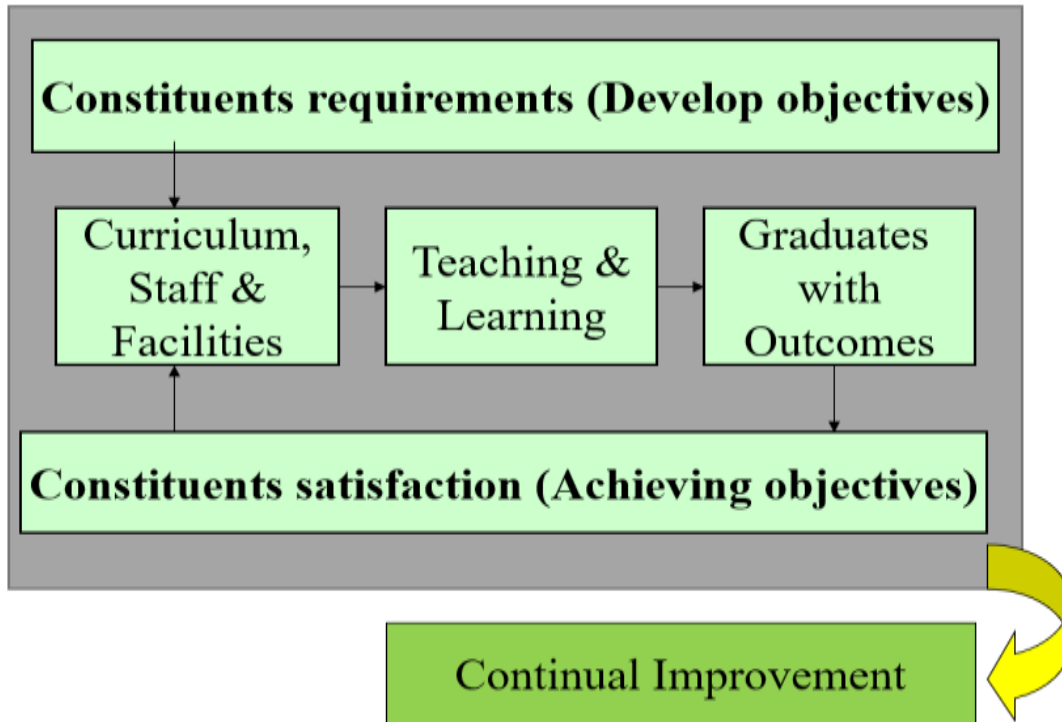 Constituents requirements (Develop objectives)
Curriculum,
Staff &
Facilities
Teaching &
Learning
Graduates
with
Outcomes
Constituents satisfaction (Achieving objectives)
Continual Improvement